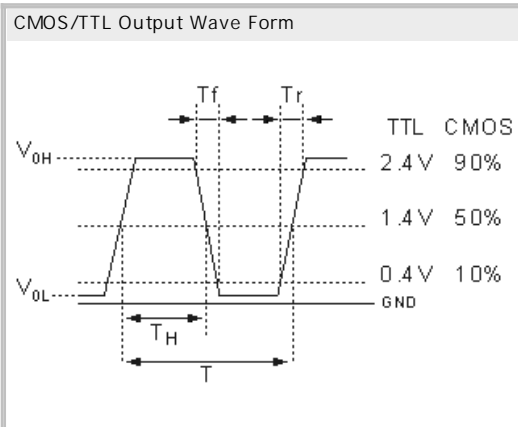 CMOS/TTL Output Wave Form
Tf Tr
TTL CMOS
V0H 2.4V 90%
1.4V 50%
0.4V 10%
V0L GND
TH
T